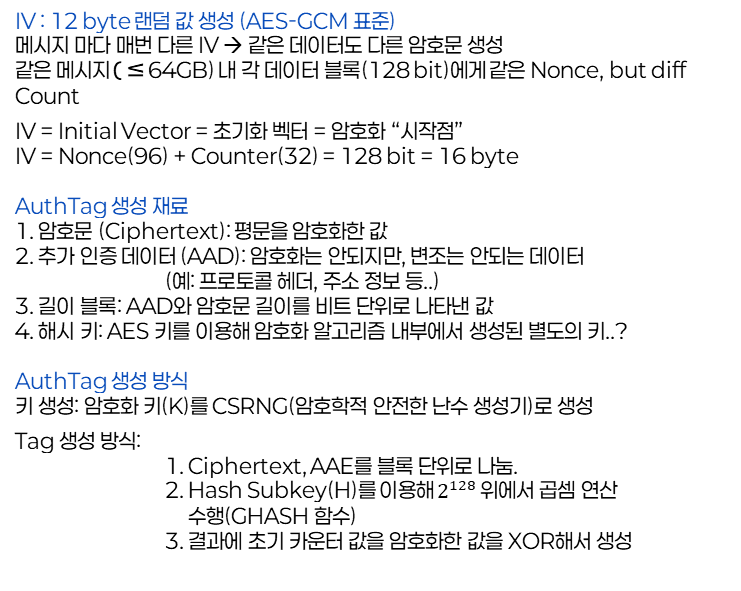 IV : 12 byte 랜덤 값 생성 (AES-GCM 표준)
메시지 마다 매번 다른 IV → 같은 데이터도 다른 암호문 생성
같은 메시지( ≤ 64GB) 내 각 데이터 블록(128 bit)에게 같은 Nonce, but diff
Count
IV = Initial Vector = 초기화 벡터 = 암호화 “시작점”
IV = Nonce(96) + Counter(32) = 128 bit = 16 byte
AuthTag 생성 재료
1. 암호문 (Ciphertext): 평문을 암호화한 값
2. 추가 인증 데이터 (AAD): 암호화는 안되지만, 변조는 안되는 데이터
(예: 프로토콜 헤더, 주소 정보 등..)
3. 길이 블록: AAD와 암호문 길이를 비트 단위로 나타낸 값
4. 해시 키: AES 키를 이용해 암호화 알고리즘 내부에서 생성된 별도의 키..?
AuthTag 생성 방식
키 생성: 암호화 키(K)를 CSRNG(암호학적 안전한 난수 생성기)로 생성
Tag 생성 방식:
1. Ciphertext, AAE를 블록 단위로 나눔.
2. Hash Subkey(H)를 이용해 2¹²⁸ 위에서 곱셈 연산
수행(GHASH 함수)
3. 결과에 초기 카운터 값을 암호화한 값을 XOR해서 생성